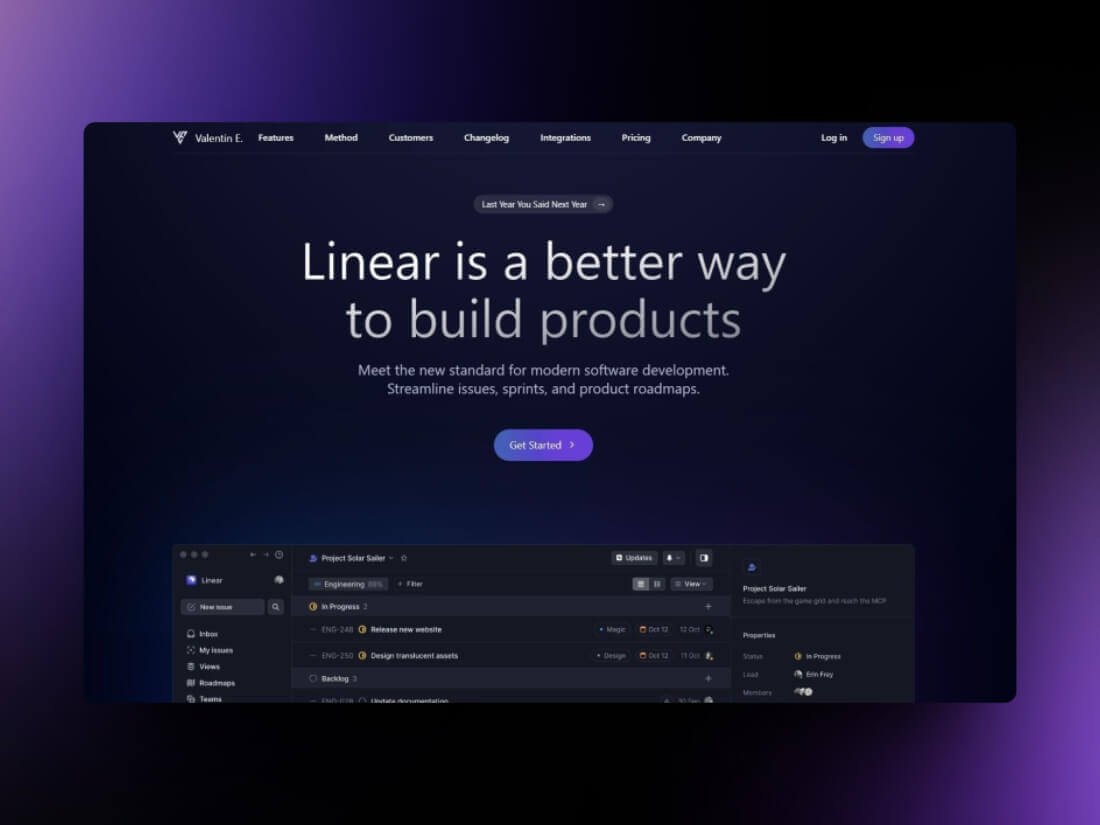 Valentin E. Features Method Customers Changelog Integrations Pricing Company Log in Sign up
Last Year You Said Next Year →
Linear is a better way
to build products
Meet the new standard for modern software development.
Streamline issues, sprints, and product roadmaps.
Get Started >
Project Solar Sailer
Updates
Linear
Engineering 88%
+ Filter
View
New issue
In Progress 2
Inbox
My issues
Views
Roadmaps
Teams
ENG-248 Release new website Magic Oct 12 12 Oct
ENG-250 Design translucent assets Design Oct 12 11 Oct
Backlog 3
Update documentation
30 Sep
Project Solar Sailer
Escape from the game grid and reach the MCP
Properties
Status In Progress
Lead Erin Frey
Members